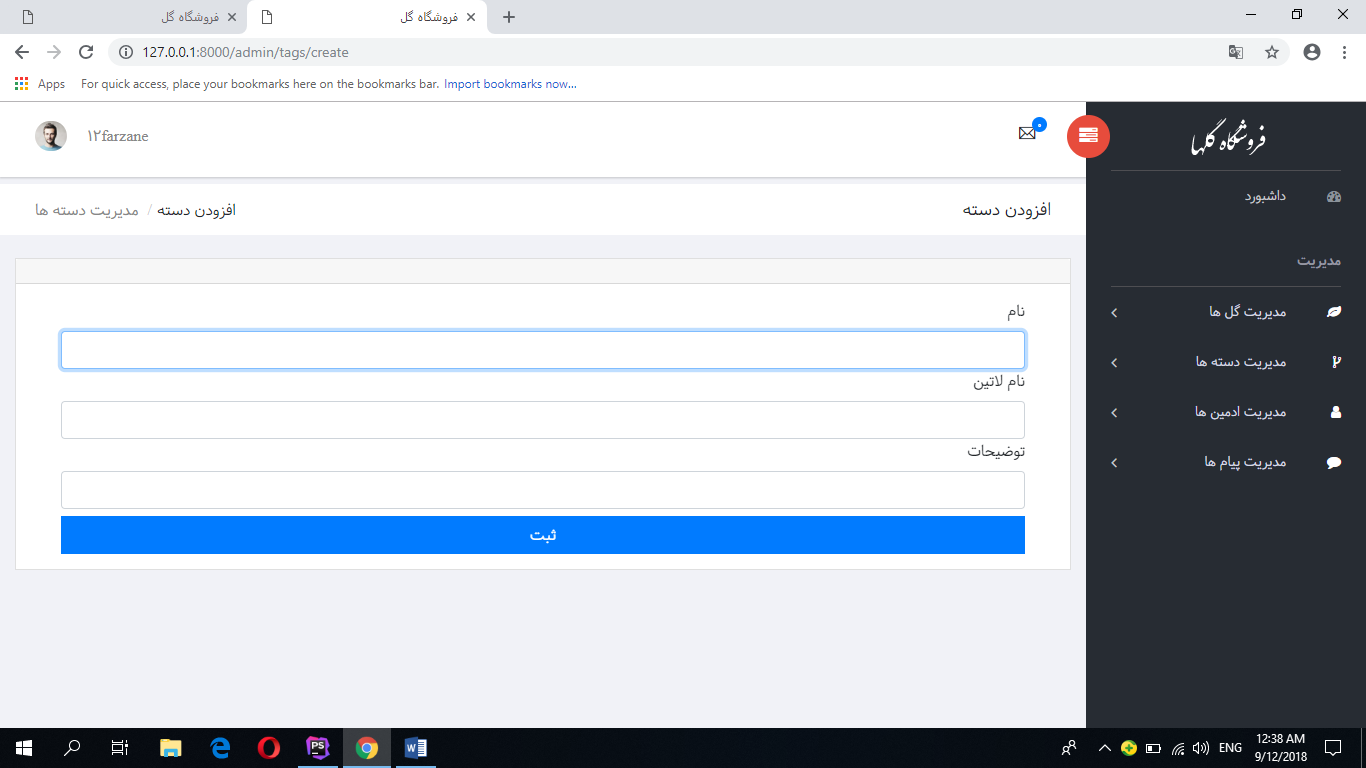 فروشگاه گل
فروشگاه گل
127.0.0.1:8000/admin/tags/create
Apps For quick access, place your bookmarks here on the bookmarks bar. Import bookmarks now...
فروشگاه گلها
۱۲farzane
داشبورد
افزودن دسته
مدیریت دسته ها / افزودن دسته
مدیریت
نام
مدیریت گل ها
نام لاتین
مدیریت دسته ها
توضیحات
مدیریت ادمین ها
ثبت
مدیریت پیام ها
PS
W
ENG
12:38 AM
9/12/2018